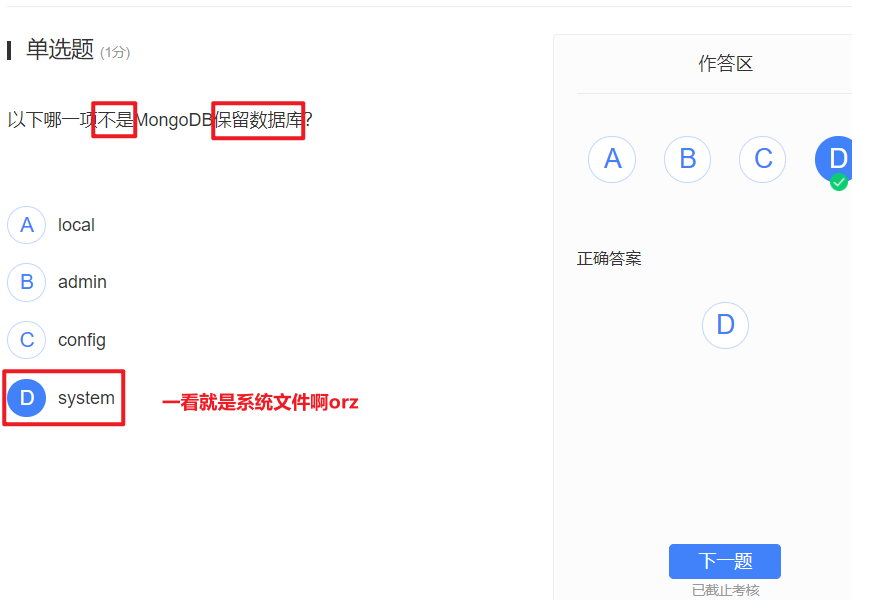 单选题 (1分)
以下哪一项不是MongoDB保留数据库?
A local
B admin
C config
D system
一看就是系统文件啊orz
作答区
A B C D
正确答案
D
下一题
已截止考核